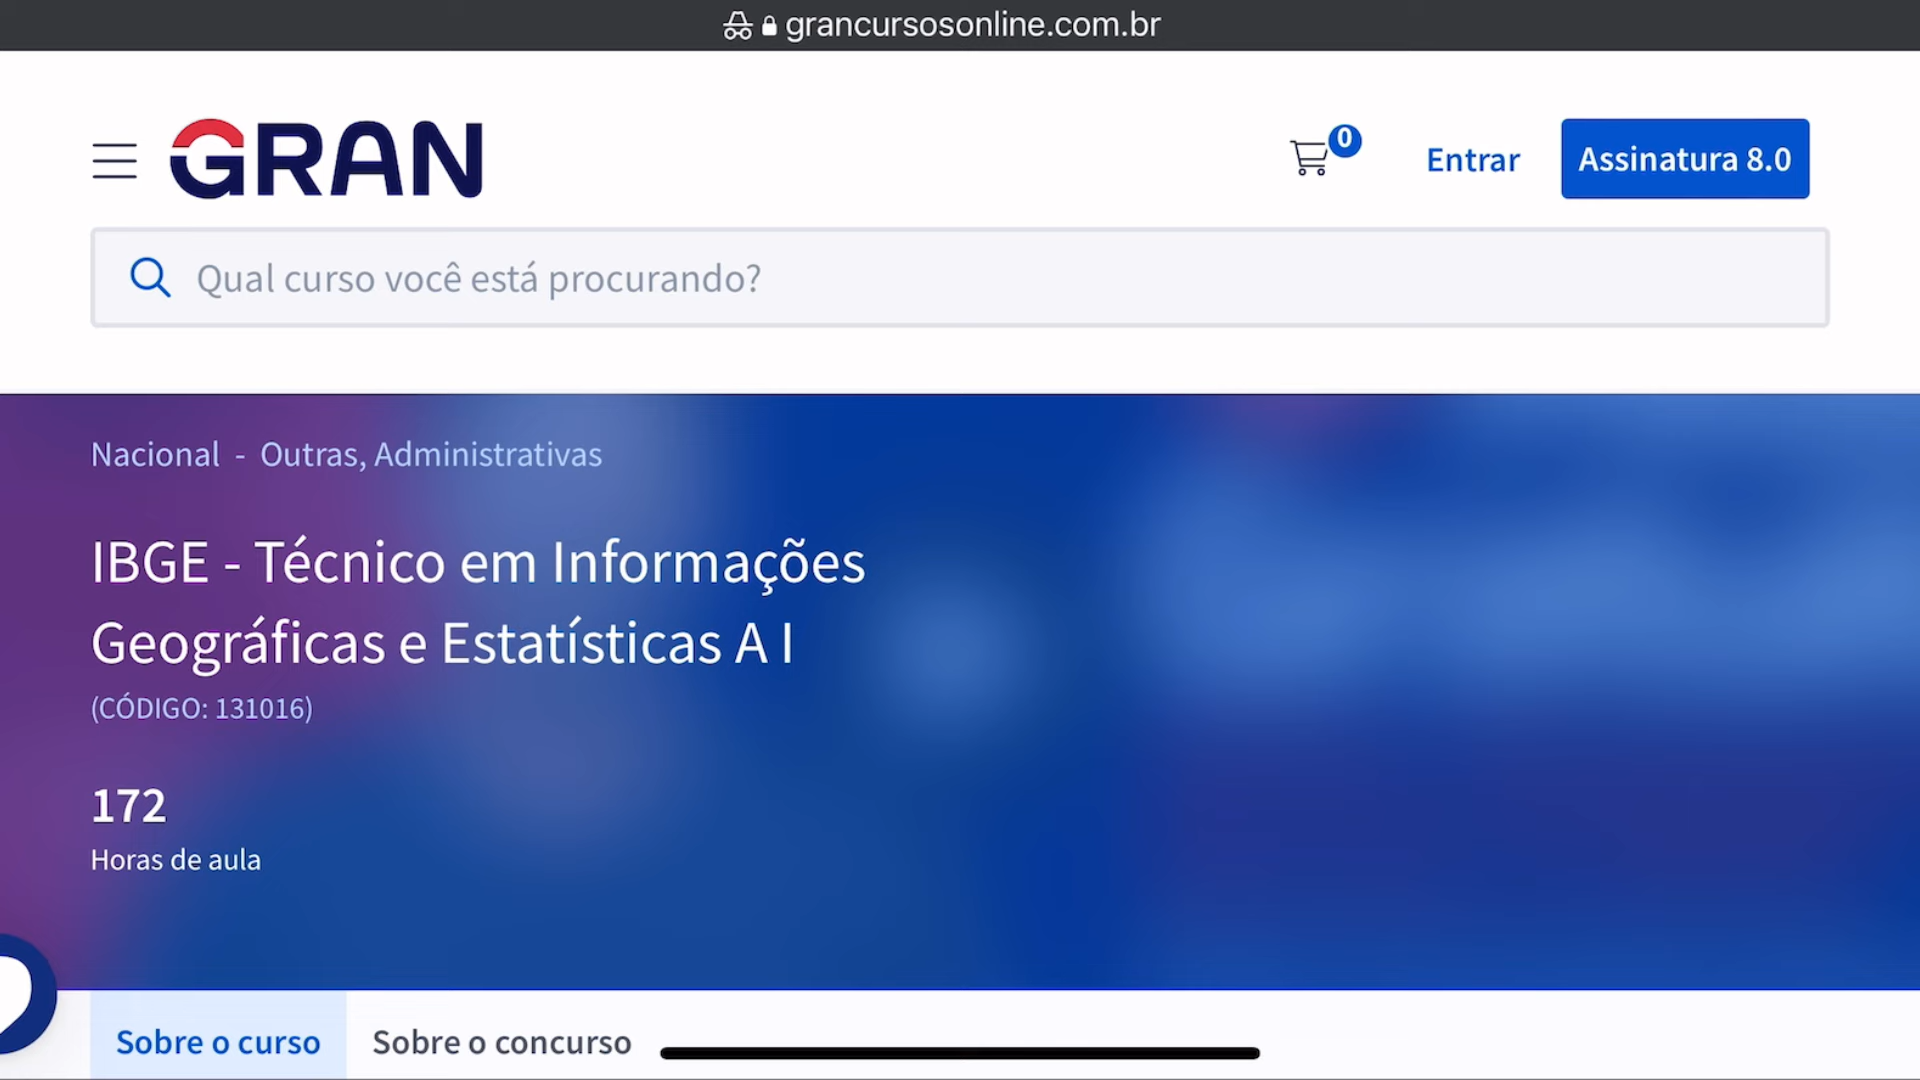 grancursosonline.com.br
GRAN
0
Entrar
Assinatura 8.0
Qual curso você está procurando?
Nacional - Outras, Administrativas
IBGE - Técnico em Informações
Geográficas e Estatísticas A I
(CÓDIGO: 131016)
172
Horas de aula
Sobre o curso
Sobre o concurso